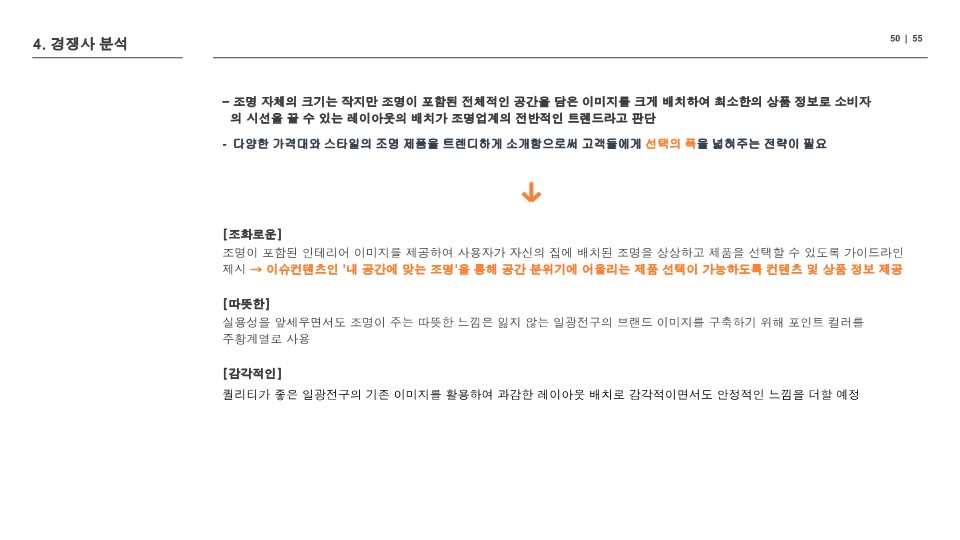 4. 경쟁사 분석
50 | 55
– 조명 자체의 크기는 작지만 조명이 포함된 전체적인 공간을 담은 이미지를 크게 배치하여 최소한의 상품 정보로 소비자
의 시선을 끌 수 있는 레이아웃의 배치가 조명업계의 전반적인 트렌드라고 판단
- 다양한 가격대와 스타일의 조명 제품을 트렌디하게 소개함으로써 고객들에게 선택의 폭을 넓혀주는 전략이 필요
↓
[조화로운]
조명이 포함된 인테리어 이미지를 제공하여 사용자가 자신의 집에 배치된 조명을 상상하고 제품을 선택할 수 있도록 가이드라인
제시 → 이슈컨텐츠인 '내 공간에 맞는 조명'을 통해 공간 분위기에 어울리는 제품 선택이 가능하도록 컨텐츠 및 상품 정보 제공
[따뜻한]
실용성을 앞세우면서도 조명이 주는 따뜻한 느낌은 잃지 않는 일광전구의 브랜드 이미지를 구축하기 위해 포인트 컬러를
주황계열로 사용
[감각적인]
퀄리티가 좋은 일광전구의 기존 이미지를 활용하여 과감한 레이아웃 배치로 감각적이면서도 안정적인 느낌을 더할 예정